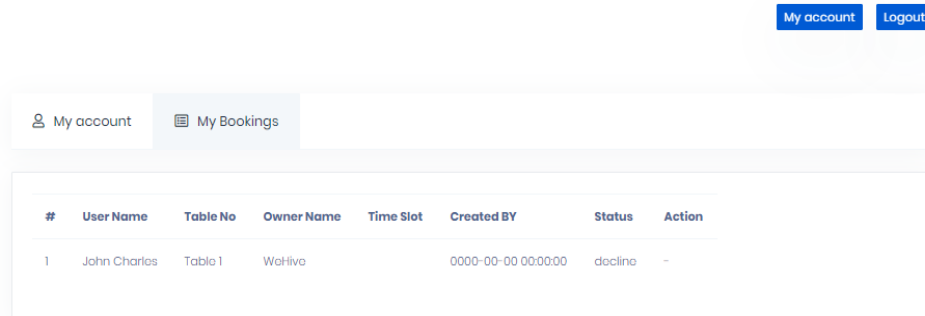 My account Logout
My account My Bookings
# User Name Table No Owner Name Time Slot Created BY Status Action
1 John Charles Table 1 WeHive 0000-00-00 00:00:00 decline -